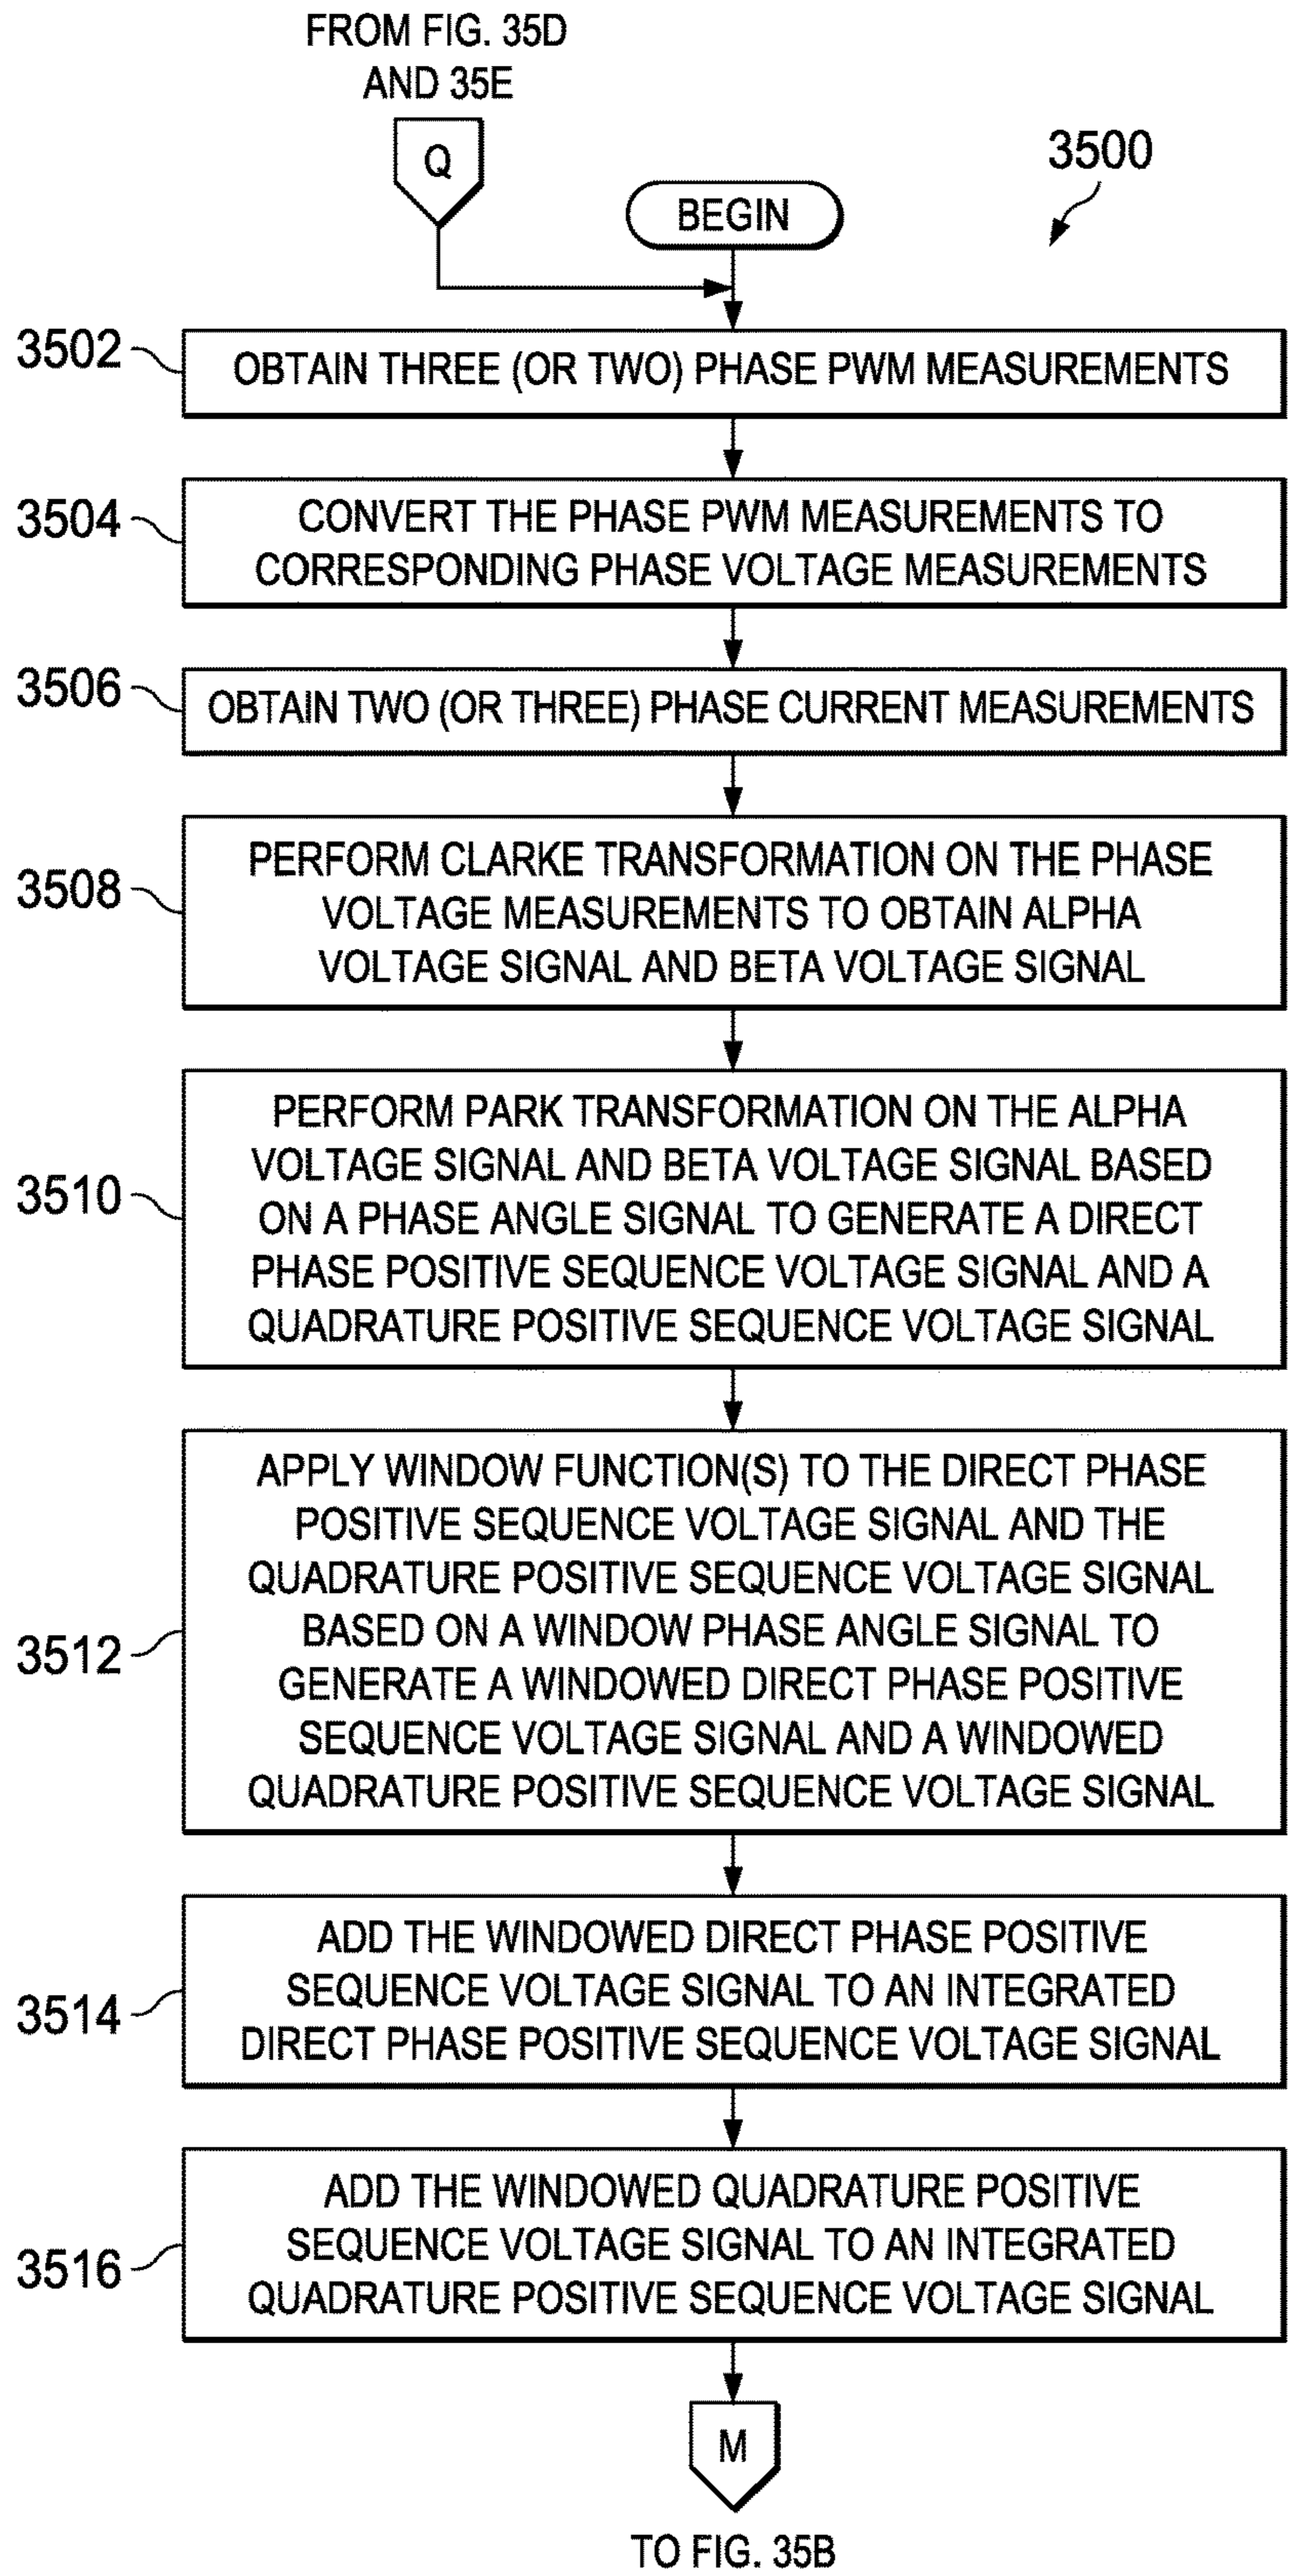 FROM FIG. 35D
AND 35E
Q
BEGIN
3500
3502
OBTAIN THREE (OR TWO) PHASE PWM MEASUREMENTS
3504
CONVERT THE PHASE PWM MEASUREMENTS TO
CORRESPONDING PHASE VOLTAGE MEASUREMENTS
3506
OBTAIN TWO (OR THREE) PHASE CURRENT MEASUREMENTS
3508
PERFORM CLARKE TRANSFORMATION ON THE PHASE
VOLTAGE MEASUREMENTS TO OBTAIN ALPHA
VOLTAGE SIGNAL AND BETA VOLTAGE SIGNAL
3510
PERFORM PARK TRANSFORMATION ON THE ALPHA
VOLTAGE SIGNAL AND BETA VOLTAGE SIGNAL BASED
ON A PHASE ANGLE SIGNAL TO GENERATE A DIRECT
PHASE POSITIVE SEQUENCE VOLTAGE SIGNAL AND A
QUADRATURE POSITIVE SEQUENCE VOLTAGE SIGNAL
3512
APPLY WINDOW FUNCTION(S) TO THE DIRECT PHASE
POSITIVE SEQUENCE VOLTAGE SIGNAL AND THE
QUADRATURE POSITIVE SEQUENCE VOLTAGE SIGNAL
BASED ON A WINDOW PHASE ANGLE SIGNAL TO
GENERATE A WINDOWED DIRECT PHASE POSITIVE
SEQUENCE VOLTAGE SIGNAL AND A WINDOWED
QUADRATURE POSITIVE SEQUENCE VOLTAGE SIGNAL
3514
ADD THE WINDOWED DIRECT PHASE POSITIVE
SEQUENCE VOLTAGE SIGNAL TO AN INTEGRATED
DIRECT PHASE POSITIVE SEQUENCE VOLTAGE SIGNAL
3516
ADD THE WINDOWED QUADRATURE POSITIVE
SEQUENCE VOLTAGE SIGNAL TO AN INTEGRATED
QUADRATURE POSITIVE SEQUENCE VOLTAGE SIGNAL
M
TO FIG. 35B